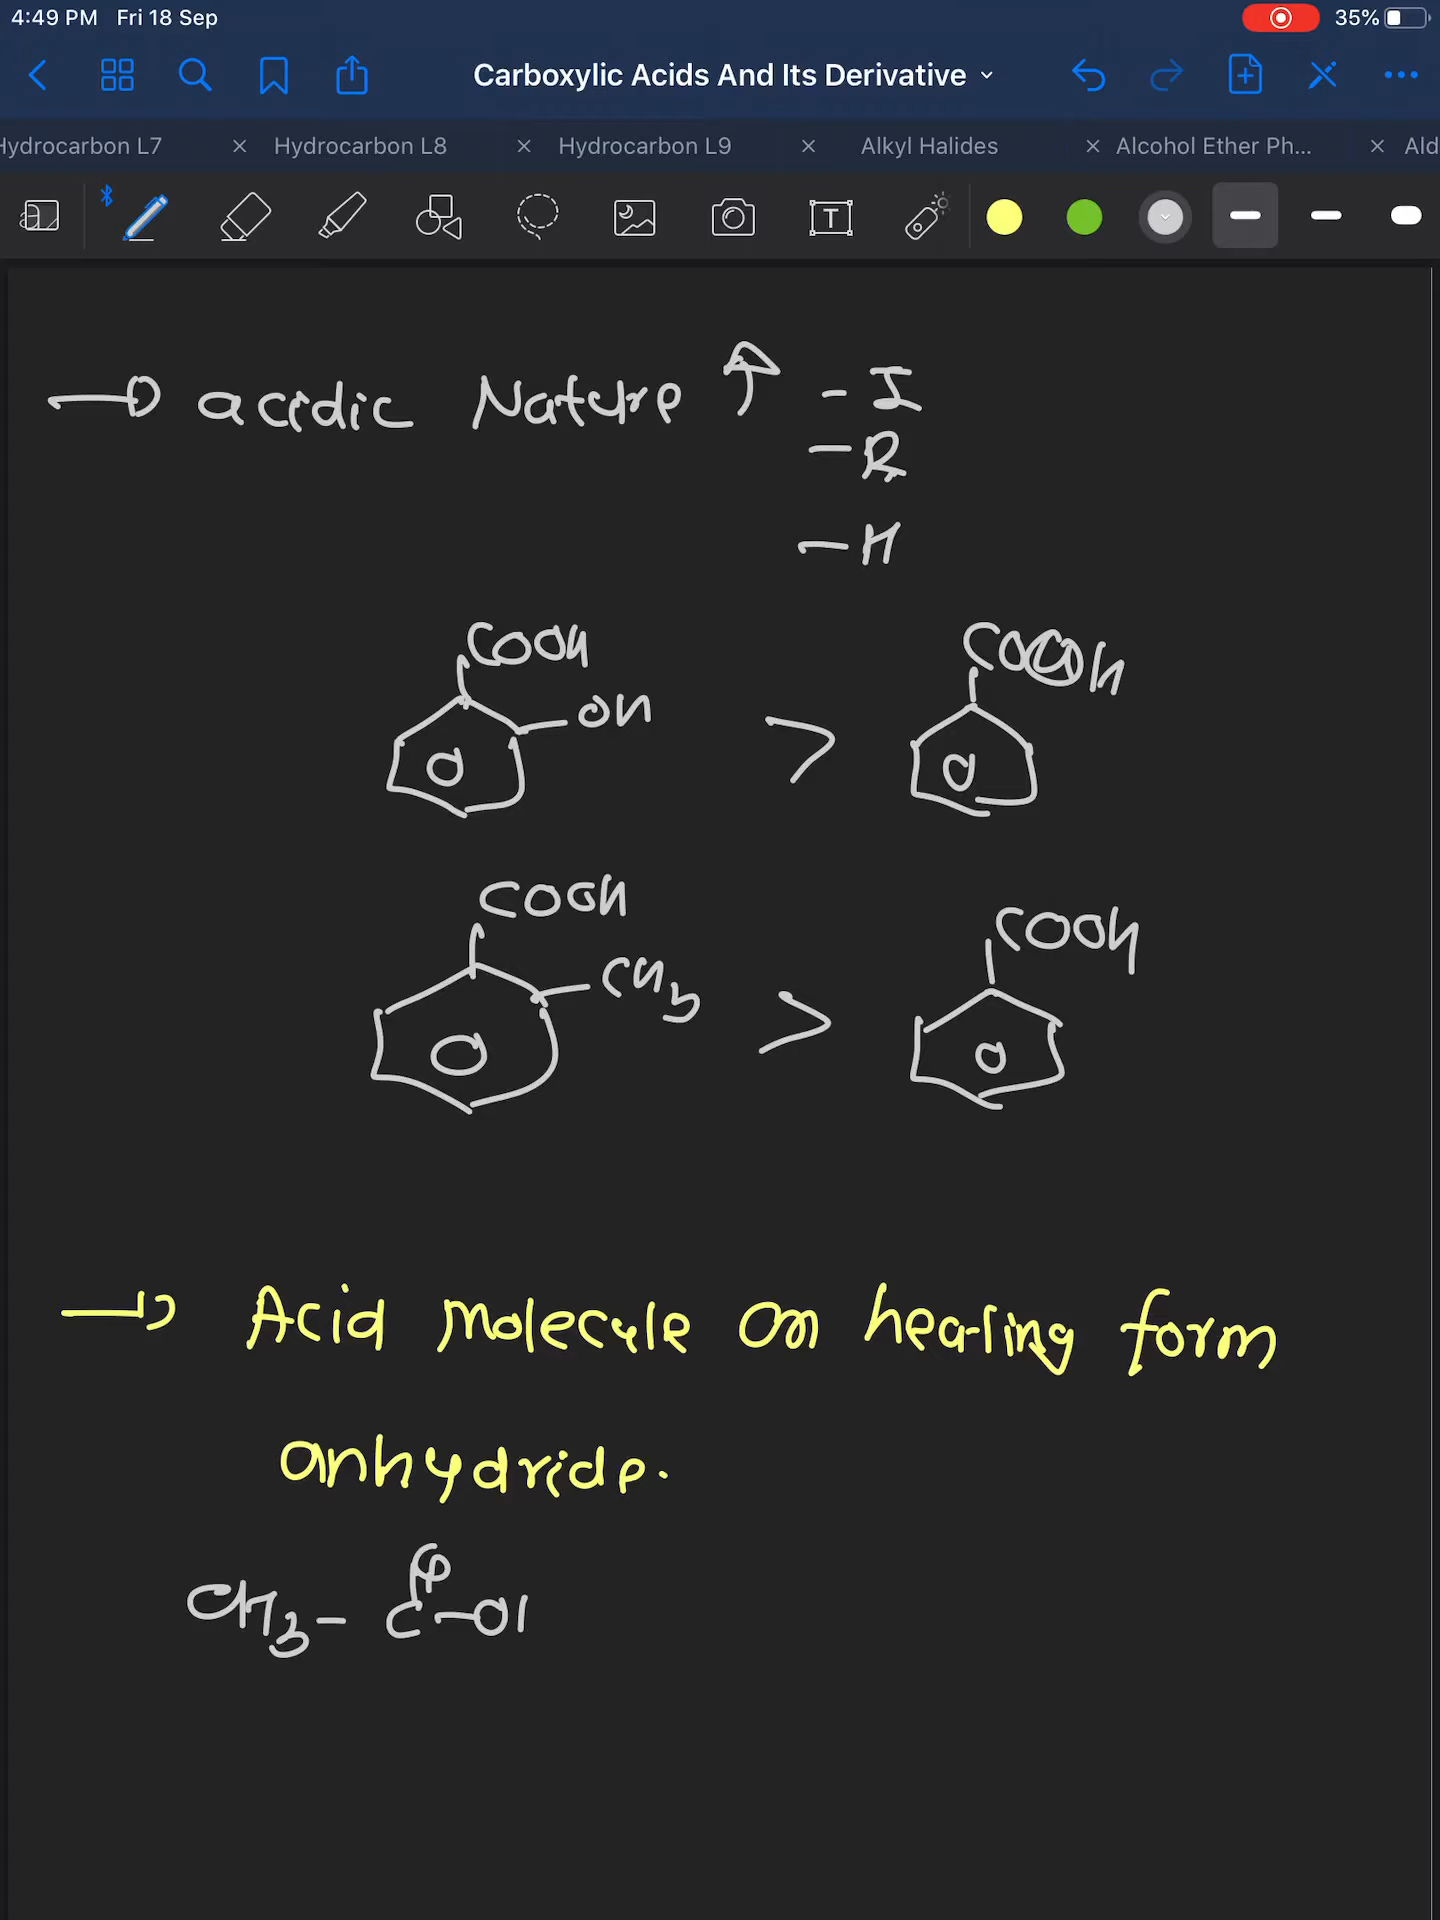 4:49 PM Fri 18 Sep 35%
Carboxylic Acids And Its Derivative
Hydrocarbon L7 × Hydrocarbon L8 × Hydrocarbon L9 × Alkyl Halides × Alcohol Ether Ph... × Ald
a T
→ acidic Nature ↑ - I
- R
- H
COOH COOH
OH >
COOH COOH
CH3 >
→ Acid molecule on heating form
anhydride.
CH3 - C - O